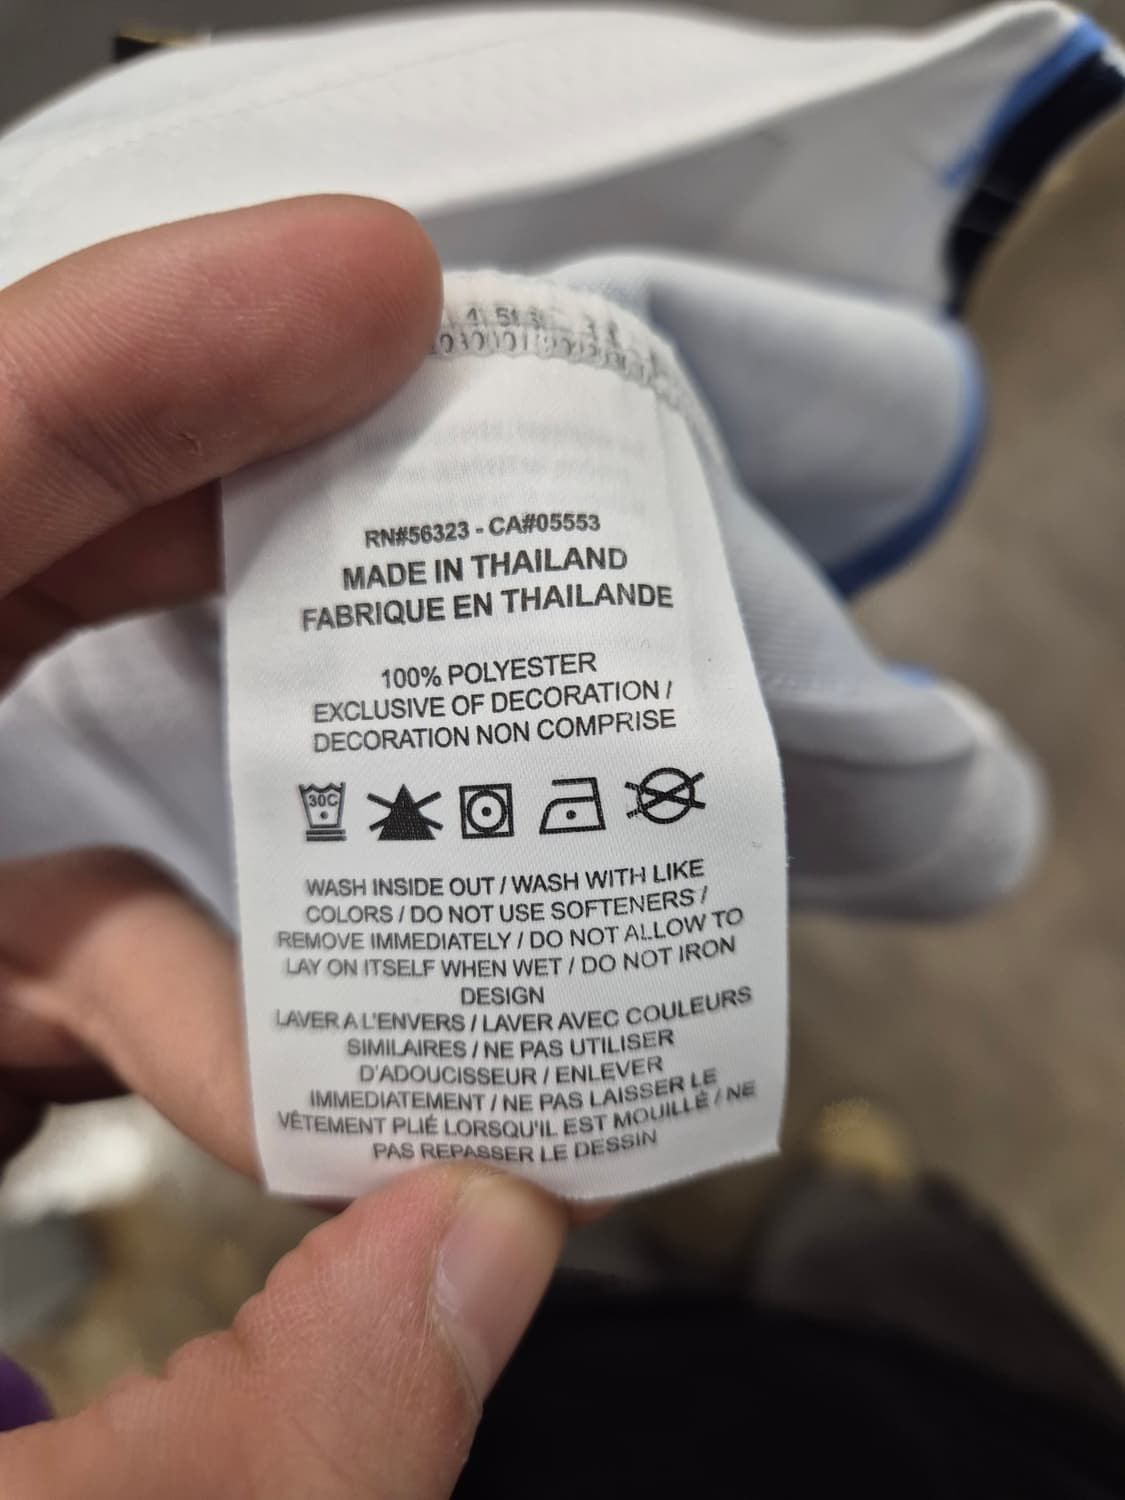 RN#56323 - CA#05553
MADE IN THAILAND
FABRIQUE EN THAILANDE
100% POLYESTER
EXCLUSIVE OF DECORATION /
DECORATION NON COMPRISE
30C
WASH INSIDE OUT / WASH WITH LIKE
COLORS / DO NOT USE SOFTENERS /
REMOVE IMMEDIATELY / DO NOT ALLOW TO
LAY ON ITSELF WHEN WET / DO NOT IRON
DESIGN
LAVER A L'ENVERS / LAVER AVEC COULEURS
SIMILAIRES / NE PAS UTILISER
D'ADOUCISSEUR / ENLEVER
IMMEDIATEMENT / NE PAS LAISSER LE
VÊTEMENT PLIÉ LORSQU'IL EST MOUILLÉ / NE
PAS REPASSER LE DESSIN